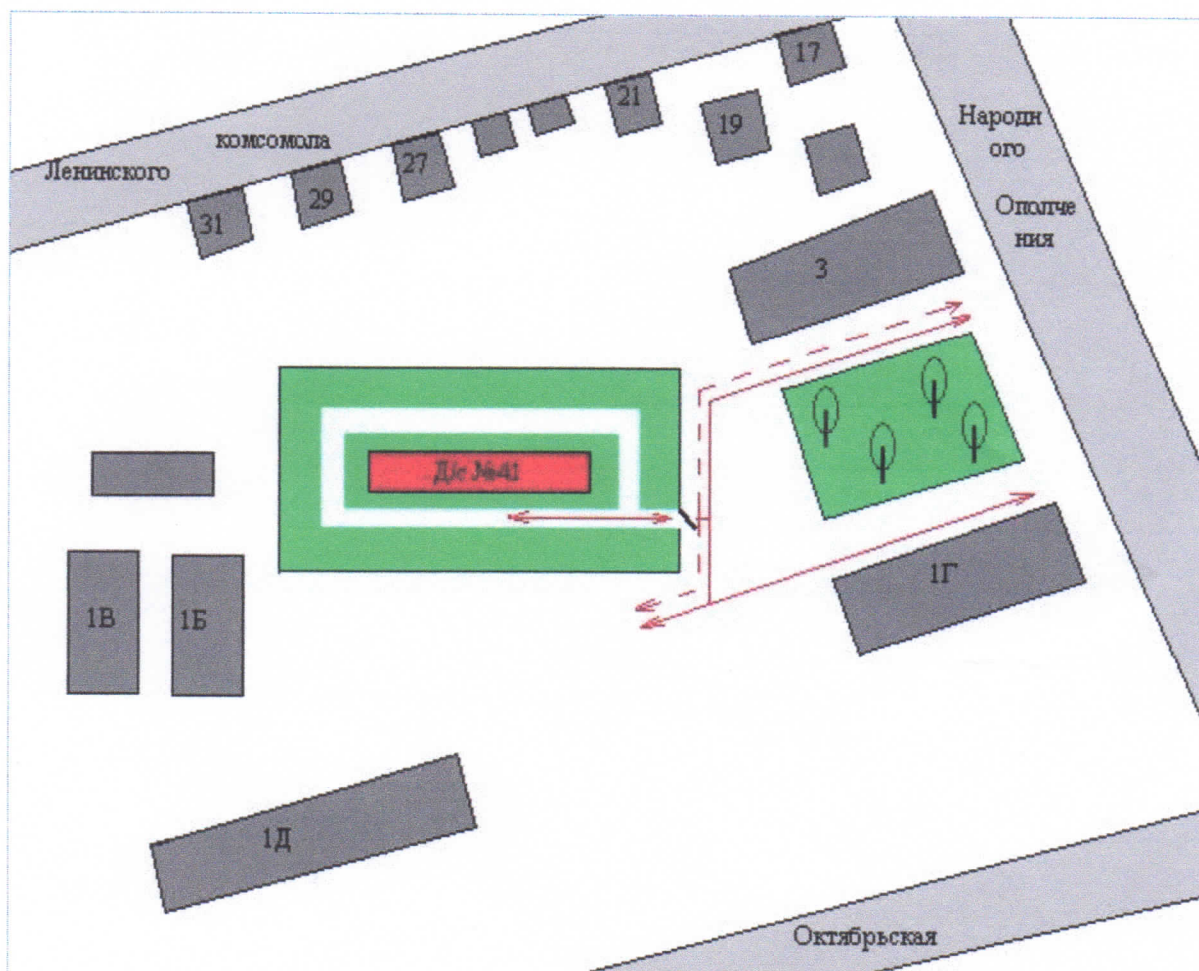 17
21
19
комсомола
Ленинского
27
29
31
Народн
ого
Ополче
ния
3
Д/с №41
1Г
1В
1Б
1Д
Октябрьская